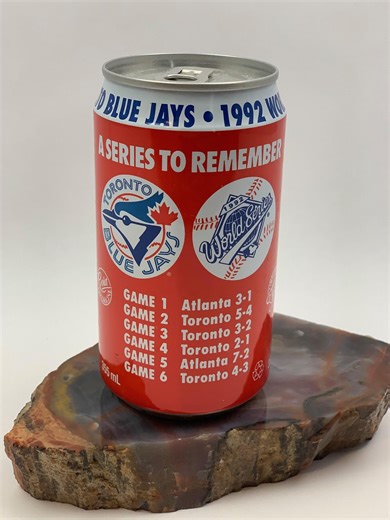 O BLUE JAYS • 1992 WO
A SERIES TO REMEMBER
TORONTO
BLUE JAYS
1992
World Series
GAME 1 Atlanta 3-1
GAME 2 Toronto 5-4
GAME 3 Toronto 3-2
GAME 4 Toronto 2-1
GAME 5 Atlanta 7-2
GAME 6 Toronto 4-3
mL